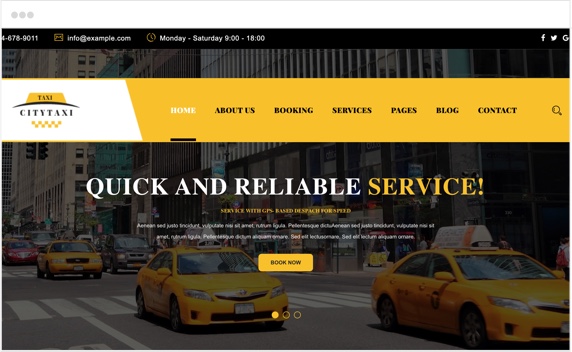 4-678-9011 info@example.com Monday - Saturday 9:00 - 18:00
TAXI
CITYTAXI
HOME ABOUT US BOOKING SERVICES PAGES BLOG CONTACT
QUICK AND RELIABLE SERVICE!
SERVICE WITH GPS- BASED DESPACH FOR SPEED
Aenean sed justo tincidunt, vulputate nisi sit amet, rutrum ligula. Pellentesque dictuAenean sed justo tincidunt, vulputate nisi sit
amet, rutrum ligula. Pellentesque dictum aliquam ornare. Sed elit lectusornare. Sed elit lectum aliquam ornare.
BOOK NOW